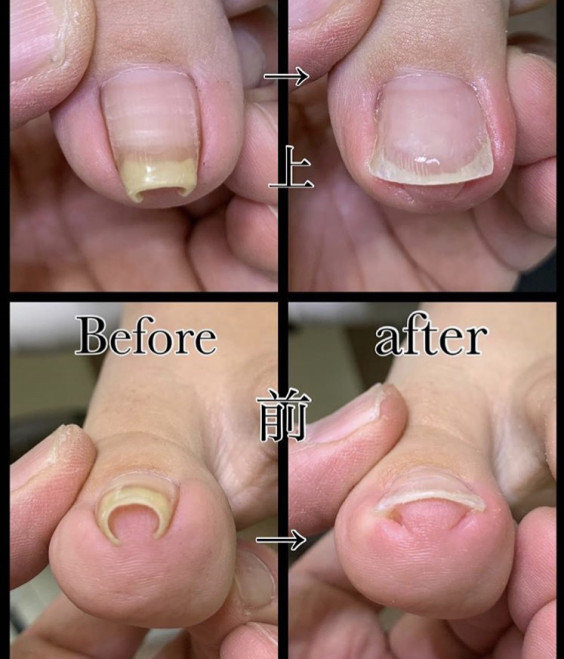 →
上
Before
after
前
→